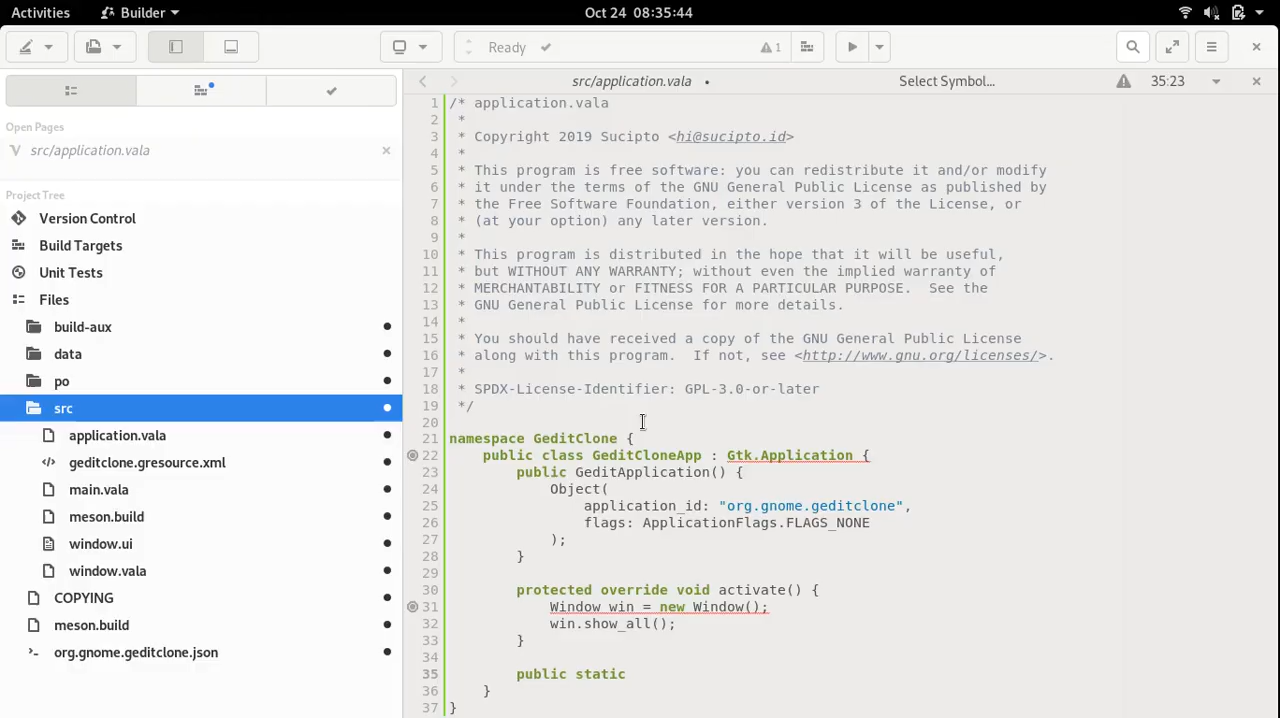 Activities Builder Oct 24 08:35:44
Ready 1
src/application.vala • Select Symbol... 35:23
Open Pages
src/application.vala
Project Tree
Version Control
Build Targets
Unit Tests
Files
build-aux
data
po
src
application.vala
geditclone.gresource.xml
main.vala
meson.build
window.ui
window.vala
COPYING
meson.build
org.gnome.geditclone.json
1 /* application.vala
2 *
3 * Copyright 2019 Sucipto <hi@sucipto.id>
4 *
5 * This program is free software: you can redistribute it and/or modify
6 * it under the terms of the GNU General Public License as published by
7 * the Free Software Foundation, either version 3 of the License, or
8 * (at your option) any later version.
9 *
10 * This program is distributed in the hope that it will be useful,
11 * but WITHOUT ANY WARRANTY; without even the implied warranty of
12 * MERCHANTABILITY or FITNESS FOR A PARTICULAR PURPOSE.  See the
13 * GNU General Public License for more details.
14 *
15 * You should have received a copy of the GNU General Public License
16 * along with this program.  If not, see <http://www.gnu.org/licenses/>.
17 *
18 * SPDX-License-Identifier: GPL-3.0-or-later
19 */
20
21 namespace GeditClone {
22     public class GeditCloneApp : Gtk.Application {
23         public GeditApplication() {
24             Object(
25                 application_id: "org.gnome.geditclone",
26                 flags: ApplicationFlags.FLAGS_NONE
27             );
28         }
29
30         protected override void activate() {
31             Window win = new Window();
32             win.show_all();
33         }
34
35         public static
36     }
37 }